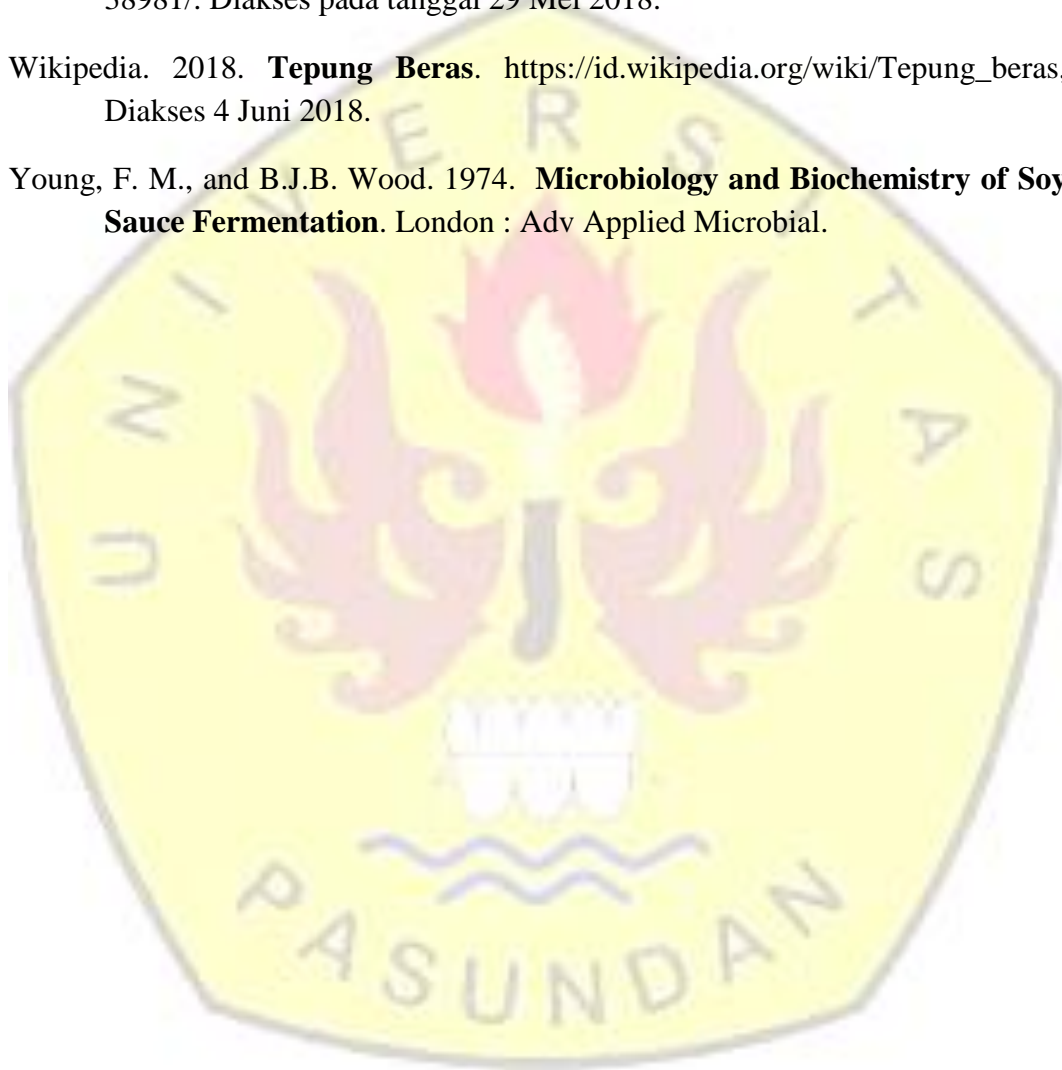 58981/. Diakses pada tanggal 29 Mei 2018.
Wikipedia. 2018. Tepung Beras. https://id.wikipedia.org/wiki/Tepung_beras,
Diakses 4 Juni 2018.
Young, F. M., and B.J.B. Wood. 1974. Microbiology and Biochemistry of Soy
Sauce Fermentation. London : Adv Applied Microbial.
UNIVERSITAS
PASUNDAN